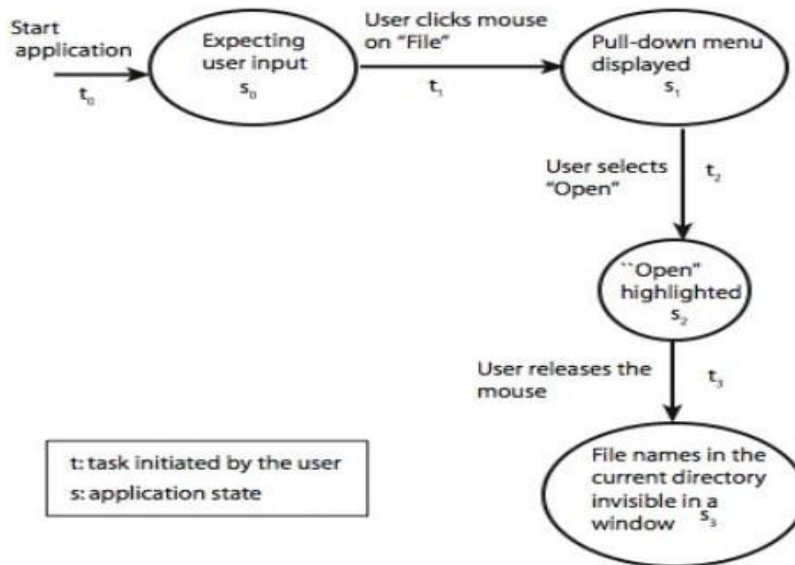 Start
application
t₀
Expecting
user input
s₀
User clicks mouse
on "File"
t₁
Pull-down menu
displayed
s₁
User selects
"Open"
t₂
``Open"
highlighted
s₂
User releases the
mouse
t₃
File names in the
current directory
invisible in a
window s₃
t: task initiated by the user
s: application state